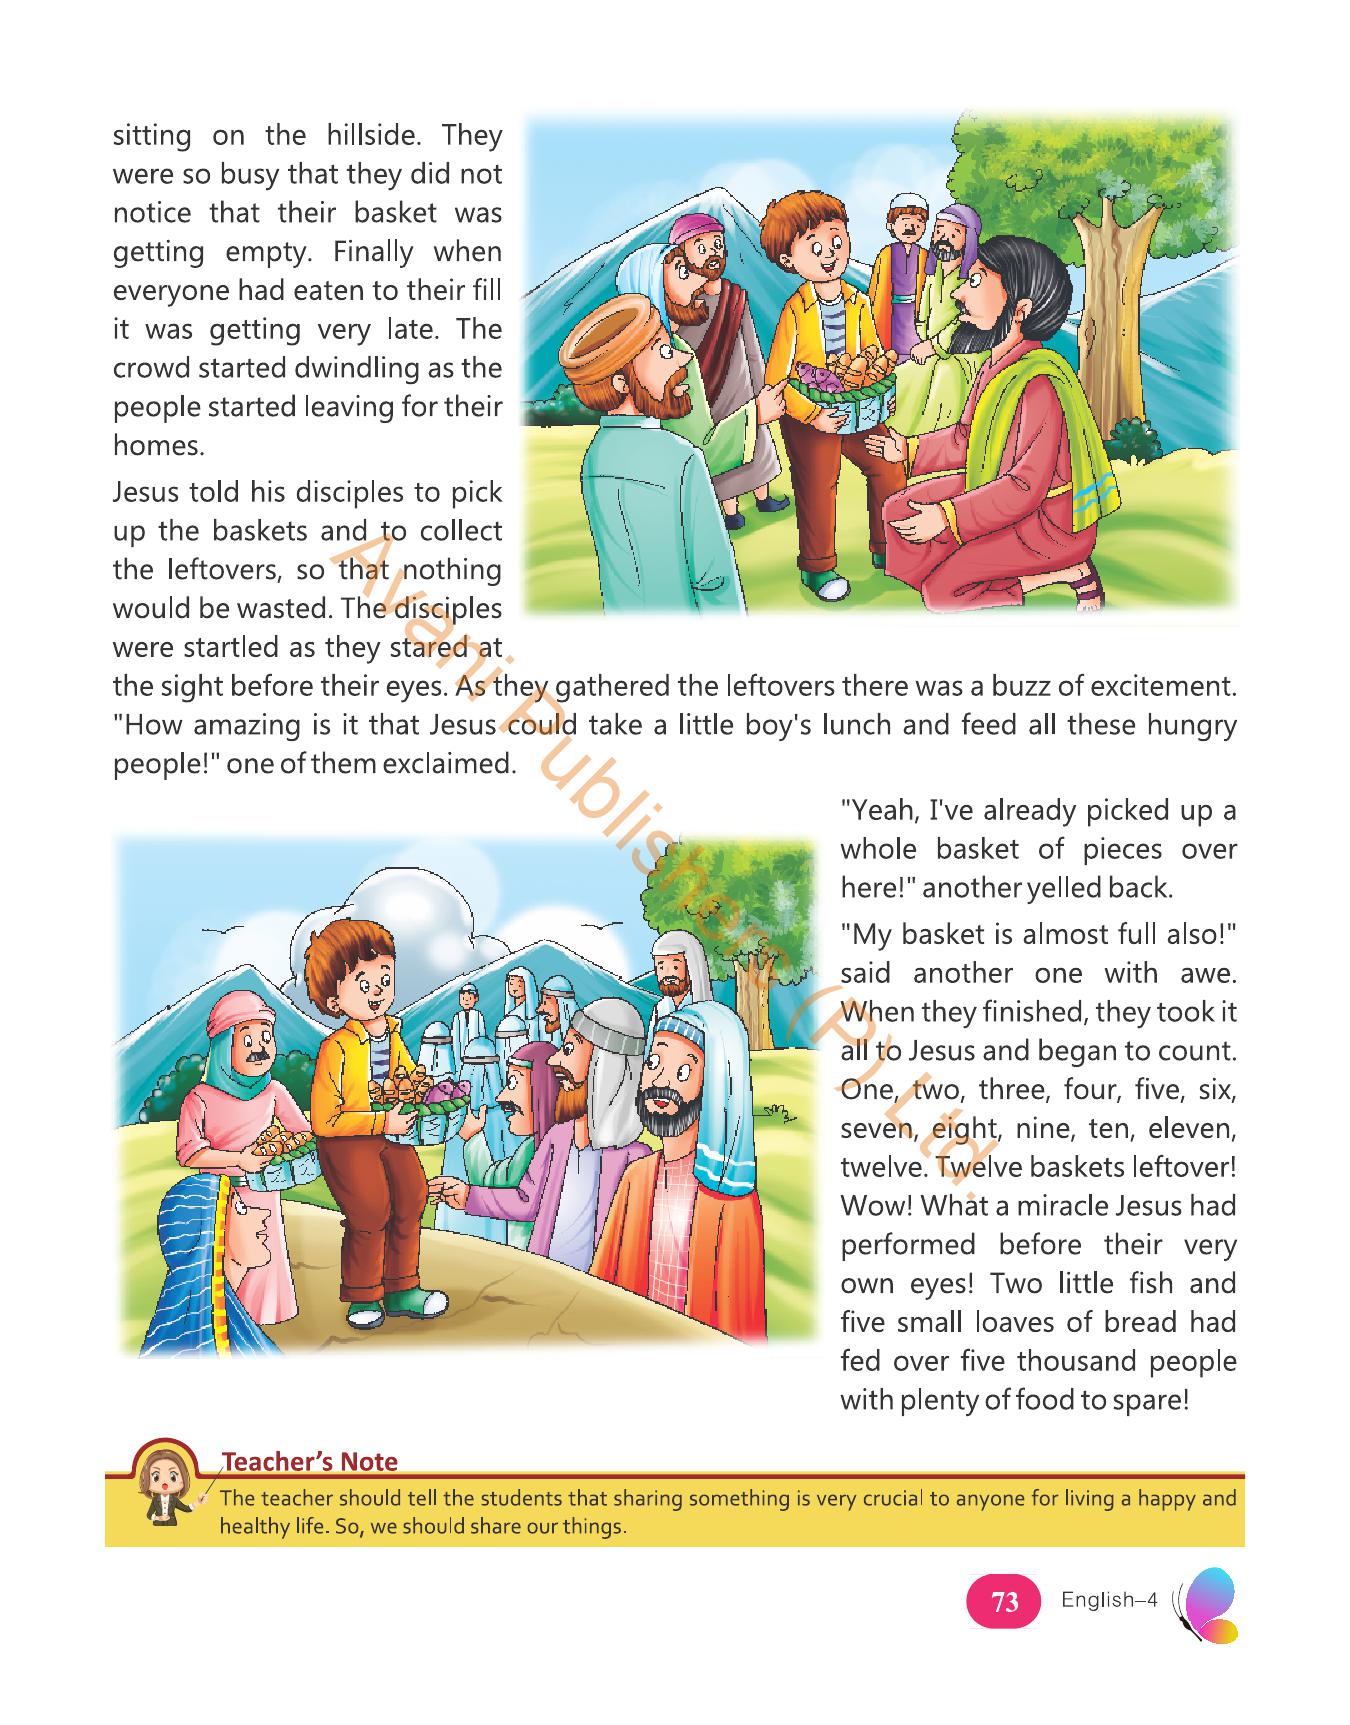 sitting on the hillside. They
were so busy that they did not
notice that their basket was
getting empty. Finally when
everyone had eaten to their fill
it was getting very late. The
crowd started dwindling as the
people started leaving for their
homes.
Jesus told his disciples to pick
up the baskets and to collect
the leftovers, so that nothing
would be wasted. The disciples
were startled as they stared at
the sight before their eyes. As they gathered the leftovers there was a buzz of excitement.
"How amazing is it that Jesus could take a little boy's lunch and feed all these hungry
people!" one of them exclaimed.
"Yeah, I've already picked up a
whole basket of pieces over
here!" another yelled back.
"My basket is almost full also!"
said another one with awe.
When they finished, they took it
all to Jesus and began to count.
One, two, three, four, five, six,
seven, eight, nine, ten, eleven,
twelve. Twelve baskets leftover!
Wow! What a miracle Jesus had
performed before their very
own eyes! Two little fish and
five small loaves of bread had
fed over five thousand people
with plenty of food to spare!
Avani Publishers (P) Ltd.
Teacher's Note
The teacher should tell the students that sharing something is very crucial to anyone for living a happy and
healthy life. So, we should share our things.
73 English–4